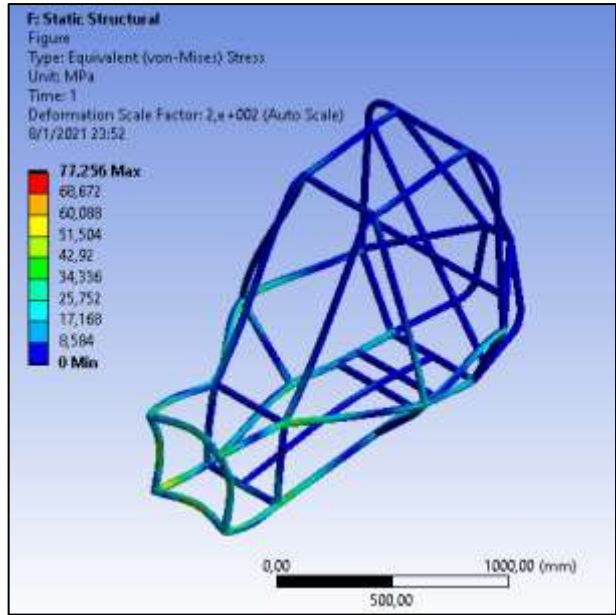 F: Static Structural
Figure
Type: Equivalent (von-Mises) Stress
Unit: MPa
Time: 1
Deformation Scale Factor: 2,e+002 (Auto Scale)
8/1/2021 23:52
77,256 Max
68,672
60,088
51,504
42,92
34,336
25,752
17,168
8,584
0 Min
0,00 1000,00 (mm)
500,00